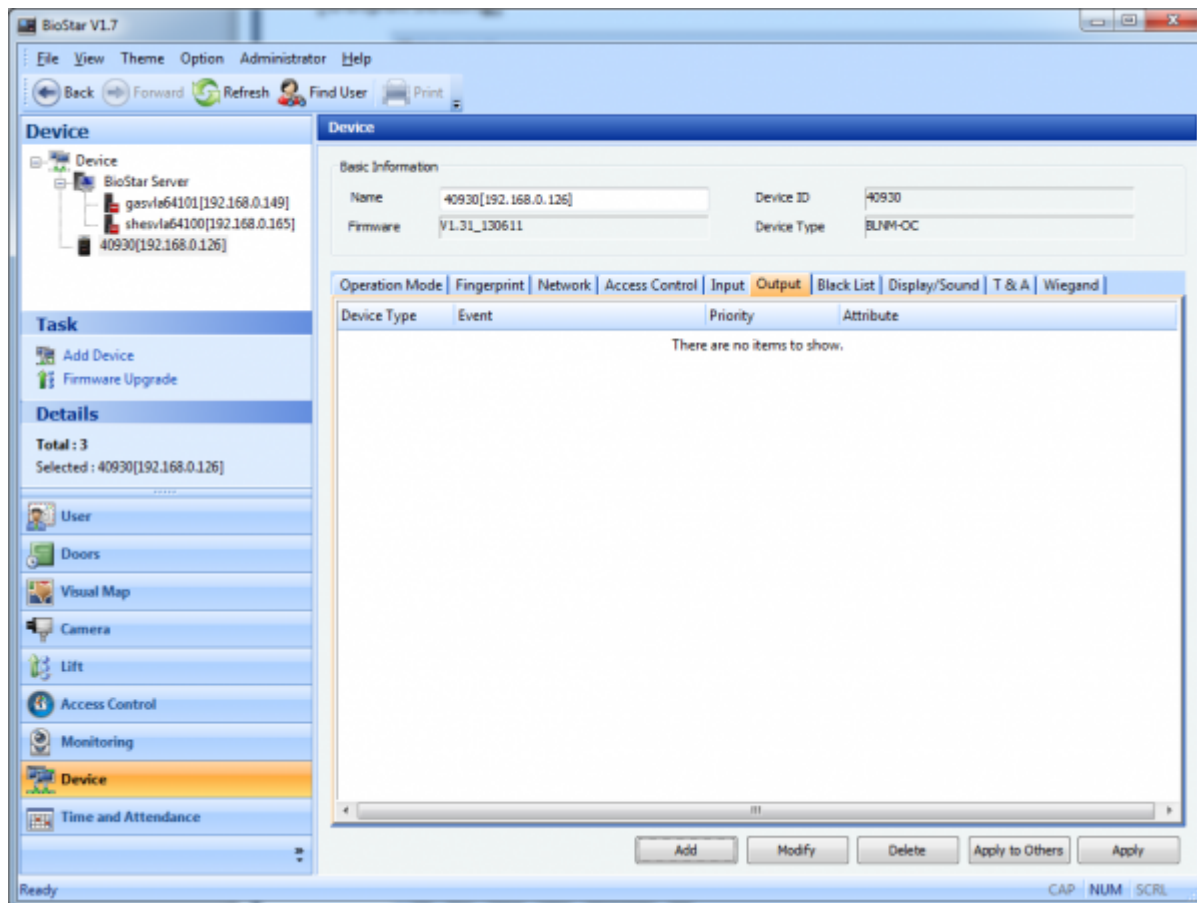 BioStar V1.7
File View Theme Option Administrator Help
Back Forward Refresh Find User Print
Device
Device
BioStar Server
gasvla64101[192.168.0.149]
shesvla64100[192.168.0.165]
40930[192.168.0.126]
Task
Add Device
Firmware Upgrade
Details
Total : 3
Selected : 40930[192.168.0.126]
User
Doors
Visual Map
Camera
Lift
Access Control
Monitoring
Device
Time and Attendance
Device
Basic Information
Name 40930[192.168.0.126] Device ID 40930
Firmware V1.31_130611 Device Type BLNM-OC
Operation Mode Fingerprint Network Access Control Input Output Black List Display/Sound T & A Wiegand
Device Type Event Priority Attribute
There are no items to show.
Add Modify Delete Apply to Others Apply
Ready CAP NUM SCRL